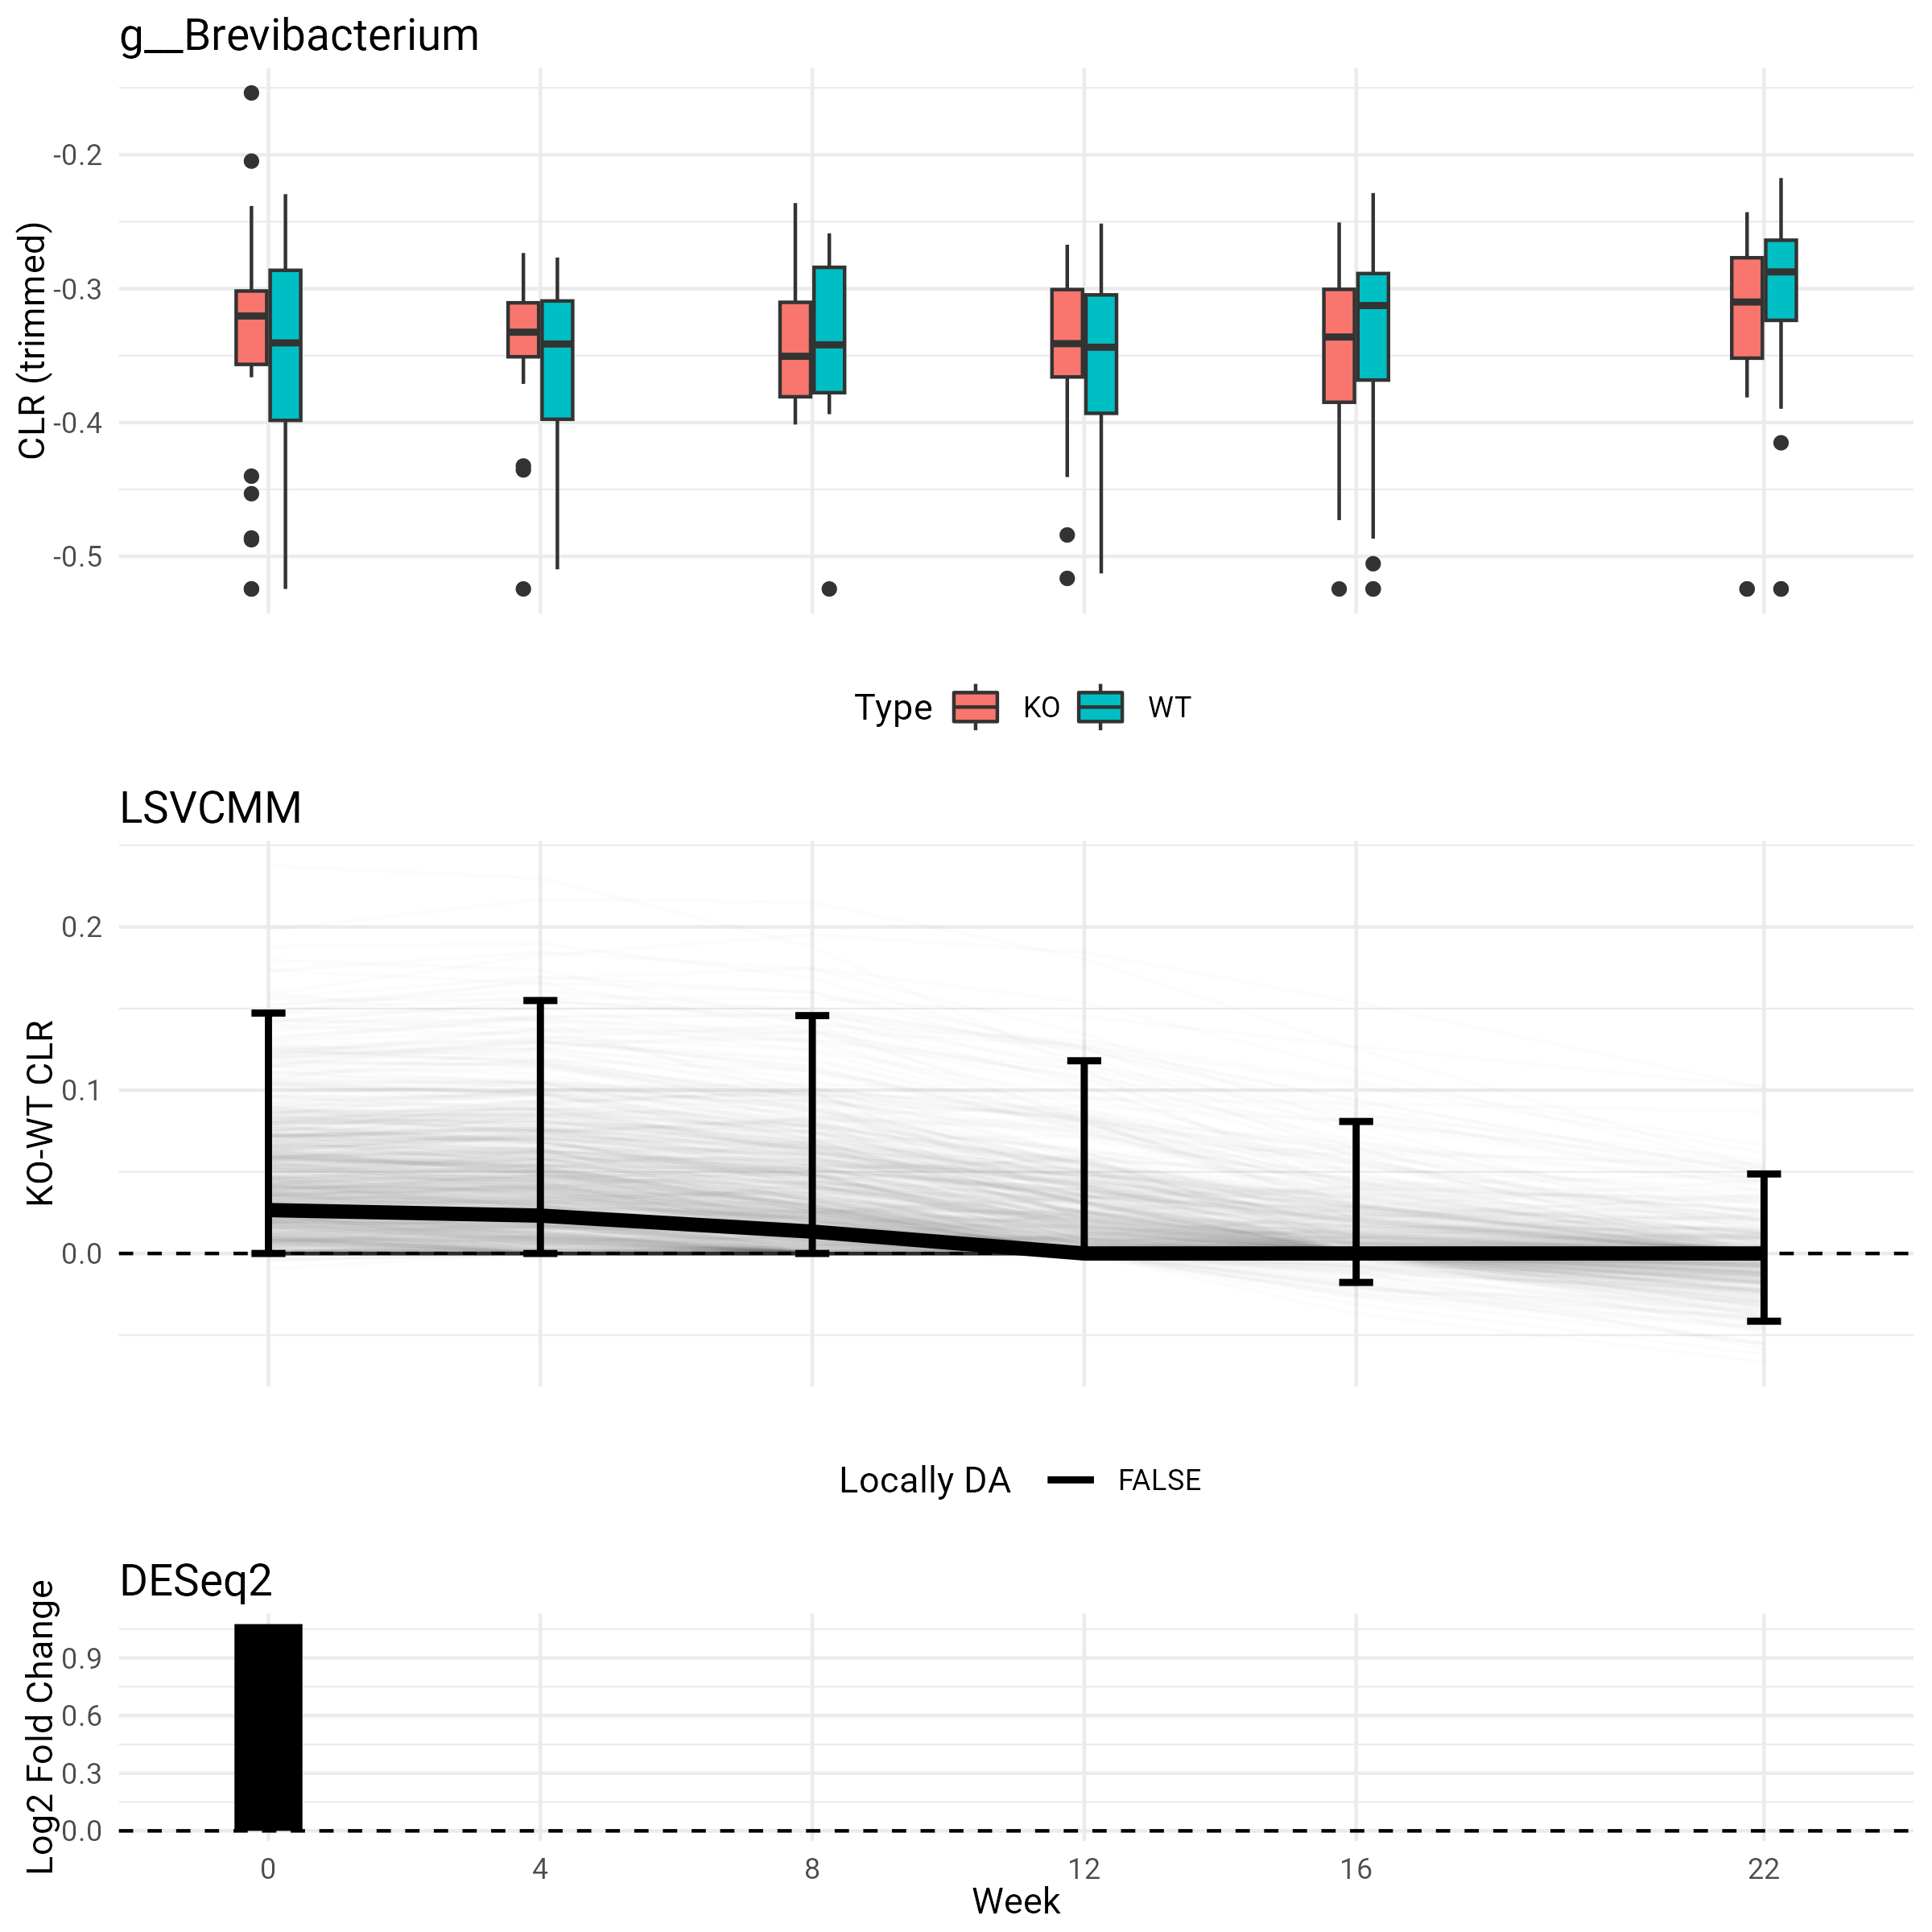 g__Brevibacterium
CLR (trimmed)
-0.2
-0.3
-0.4
-0.5
Type KO WT
LSVCMM
KO-WT CLR
0.2
0.1
0.0
Locally DA FALSE
DESeq2
Log2 Fold Change
0.9
0.6
0.3
0.0
0 4 8 12 16 22
Week